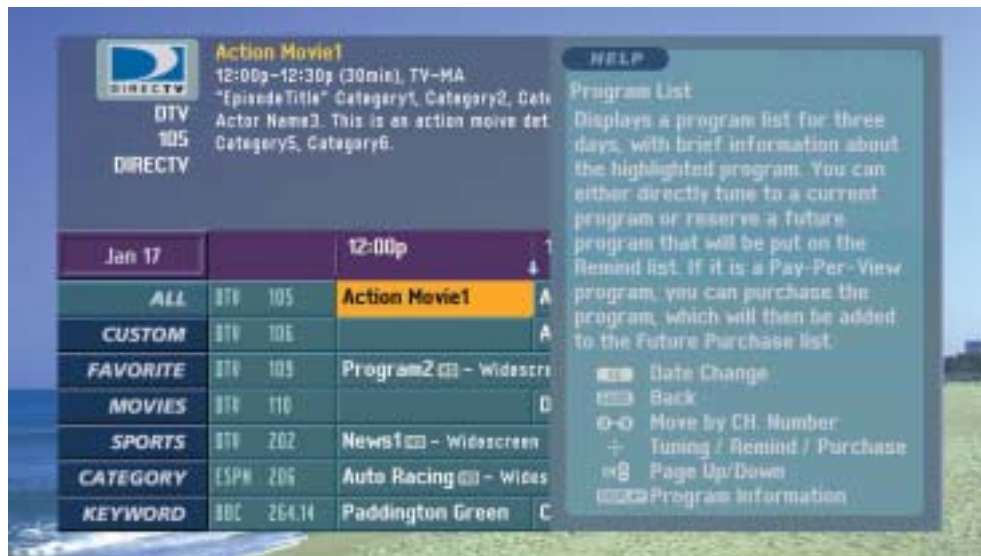 DIRECTV
DTV
105
DIRECTV
Action Movie1
12:00p-12:30p (30min), TV-MA
"EpisodeTitle" Category1, Category2, Cate
Actor Name3. This is an action moive det
Category5, Category6.
Jan 17
12:00p
ALL
DTV 105
Action Movie1
A
CUSTOM
DTV 106
A
FAVORITE
DTV 109
Program2 - Widescre
MOVIES
DTV 110
D
SPORTS
DTV 202
News1 - Widescreen
CATEGORY
ESPN 206
Auto Racing - Wides
KEYWORD
BBC 264.14
Paddington Green
C
HELP
Program List
Displays a program list for three
days, with brief information about
the highlighted program. You can
either directly tune to a current
program or reserve a future
program that will be put on the
Remind list. If it is a Pay-Per-View
program, you can purchase the
program, which will then be added
to the Future Purchase list.
Date Change
Back
Move by CH. Number
Tuning / Remind / Purchase
Page Up/Down
Program Information